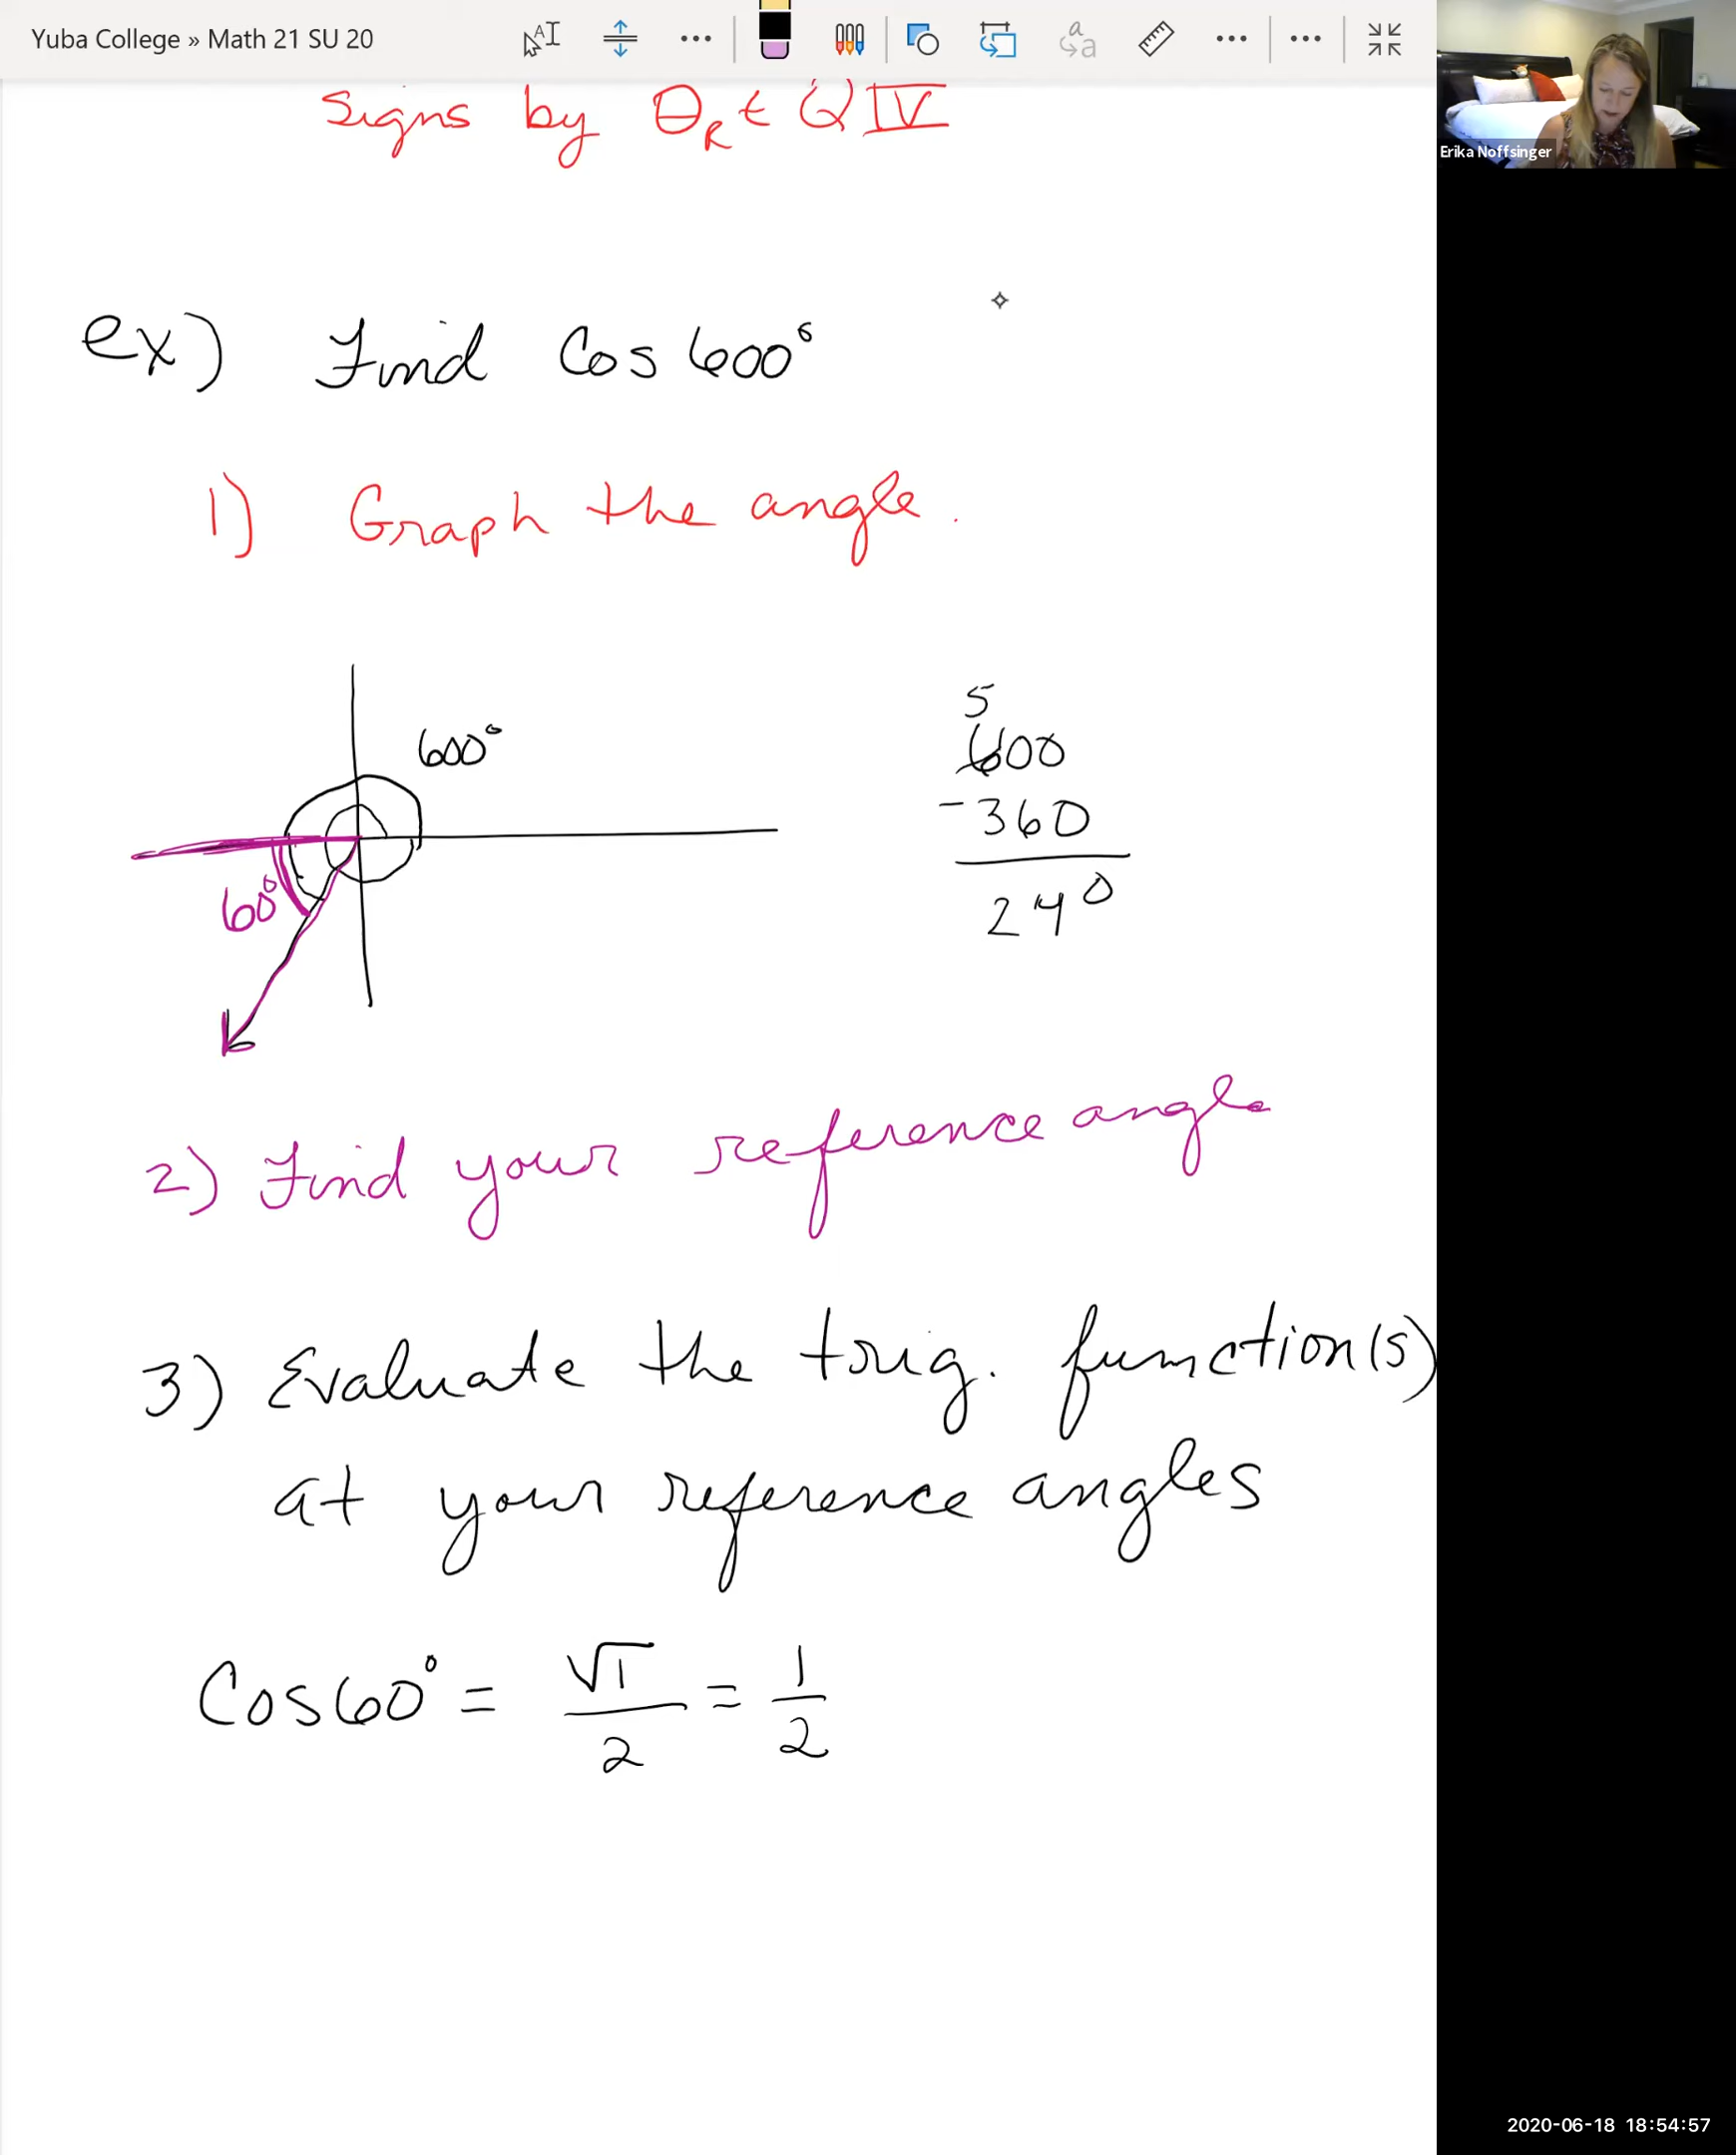 Yuba College » Math 21 SU 20
Erika Noffsinger
Signs by θR ∈ QIV
ex) Find Cos 600°
1) Graph the angle.
600°
60°
5
600
- 360
240
2) Find your reference angle
3) Evaluate the trig. function(s)
at your reference angles
Cos 60° = √1/2 = 1/2
2020-06-18 18:54:57